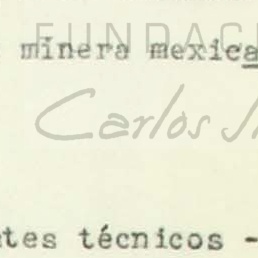 FUNDACI
minera mexica
Carlos
tes técnicos -